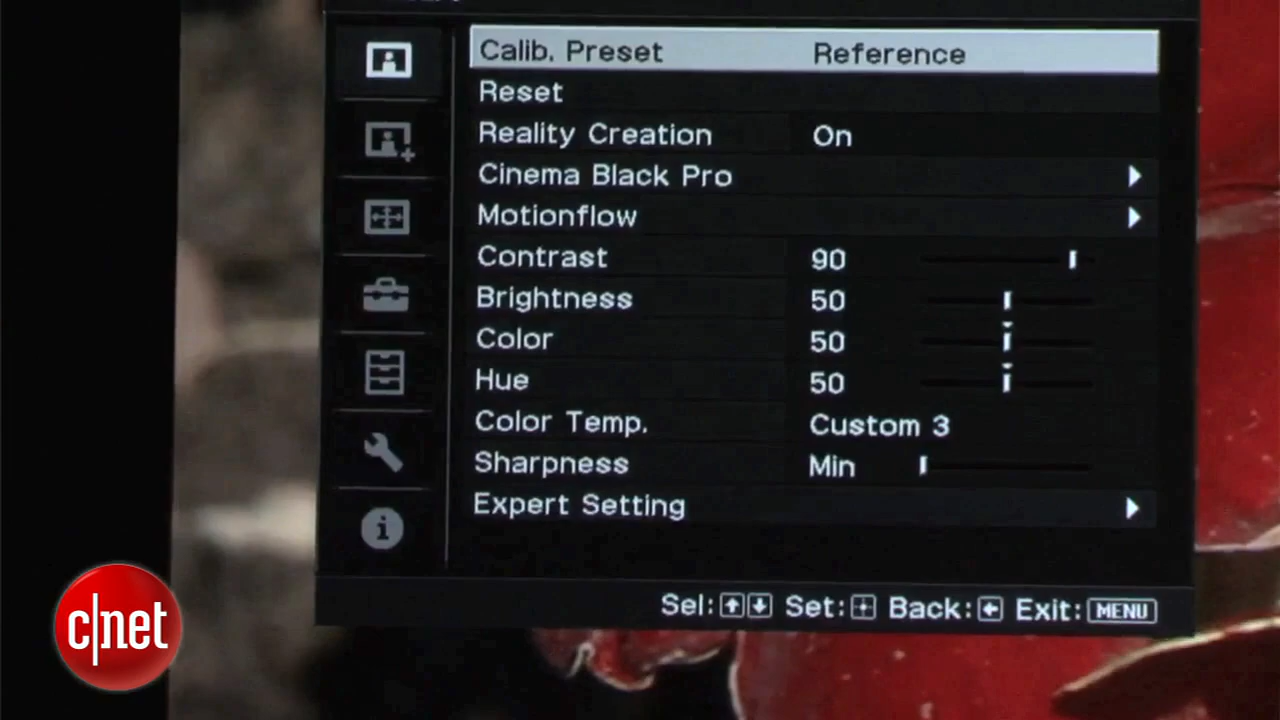 Calib. Preset Reference
Reset
Reality Creation On
Cinema Black Pro
Motionflow
Contrast 90
Brightness 50
Color 50
Hue 50
Color Temp. Custom 3
Sharpness Min
Expert Setting
Sel: Set: Back: Exit: MENU
c|net